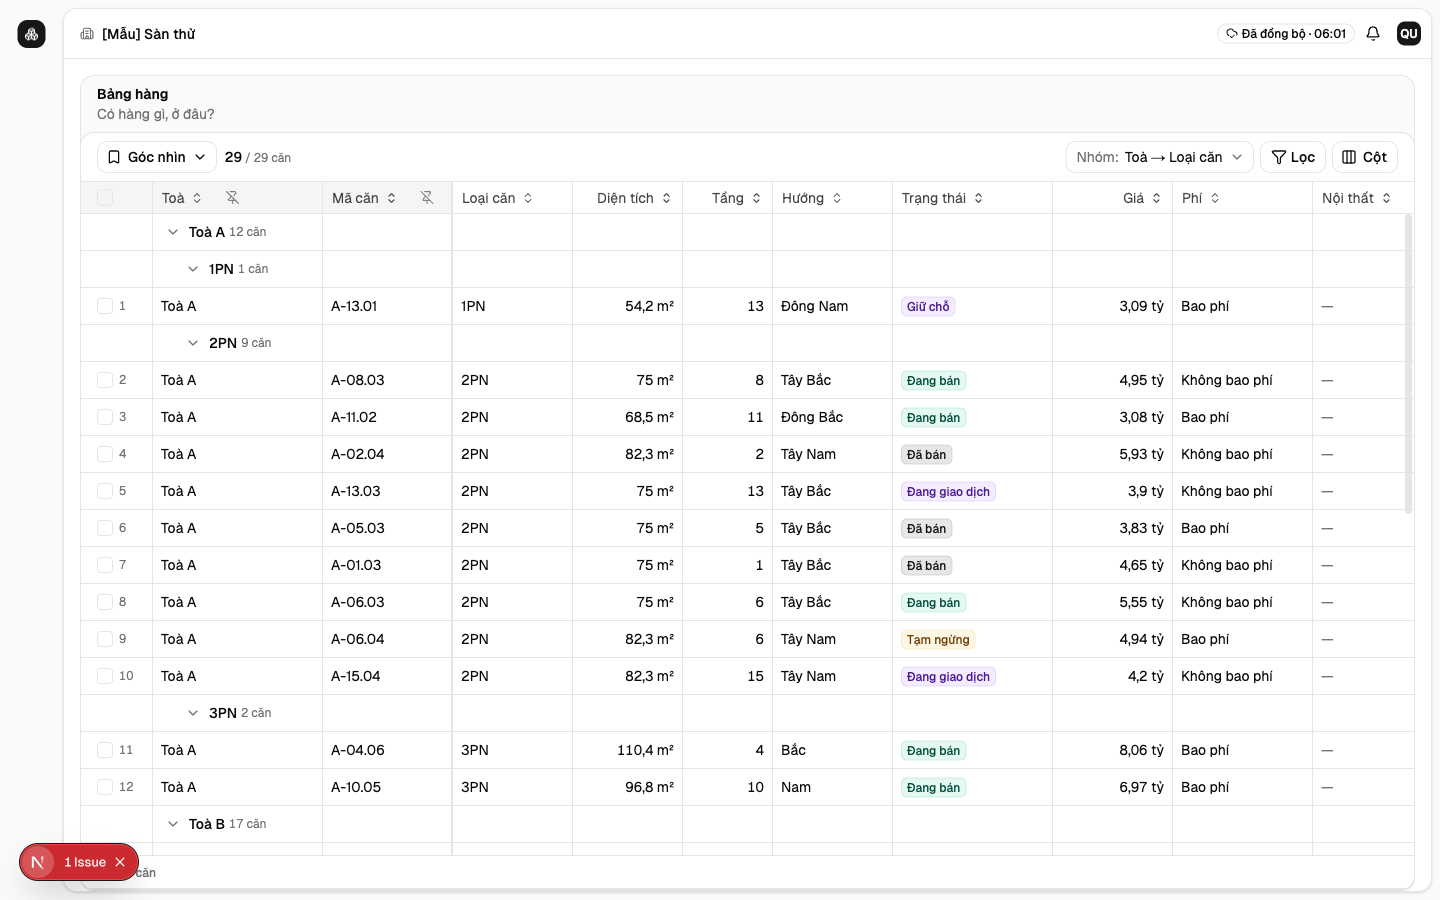 [Mẫu] Sàn thử
Đã đồng bộ · 06:01
QU
Bảng hàng
Có hàng gì, ở đâu?
Góc nhìn 29 / 29 căn Nhóm: Toà → Loại căn Lọc Cột
Toà Mã căn Loại căn Diện tích Tầng Hướng Trạng thái Giá Phí Nội thất
Toà A 12 căn
1PN 1 căn
1 Toà A A-13.01 1PN 54,2 m² 13 Đông Nam Giữ chỗ 3,09 tỷ Bao phí —
2PN 9 căn
2 Toà A A-08.03 2PN 75 m² 8 Tây Bắc Đang bán 4,95 tỷ Không bao phí —
3 Toà A A-11.02 2PN 68,5 m² 11 Đông Bắc Đang bán 3,08 tỷ Bao phí —
4 Toà A A-02.04 2PN 82,3 m² 2 Tây Nam Đã bán 5,93 tỷ Không bao phí —
5 Toà A A-13.03 2PN 75 m² 13 Tây Bắc Đang giao dịch 3,9 tỷ Không bao phí —
6 Toà A A-05.03 2PN 75 m² 5 Tây Bắc Đã bán 3,83 tỷ Bao phí —
7 Toà A A-01.03 2PN 75 m² 1 Tây Bắc Đã bán 4,65 tỷ Không bao phí —
8 Toà A A-06.03 2PN 75 m² 6 Tây Bắc Đang bán 5,55 tỷ Không bao phí —
9 Toà A A-06.04 2PN 82,3 m² 6 Tây Nam Tạm ngừng 4,94 tỷ Bao phí —
10 Toà A A-15.04 2PN 82,3 m² 15 Tây Nam Đang giao dịch 4,2 tỷ Không bao phí —
3PN 2 căn
11 Toà A A-04.06 3PN 110,4 m² 4 Bắc Đang bán 8,06 tỷ Bao phí —
12 Toà A A-10.05 3PN 96,8 m² 10 Nam Đang bán 6,97 tỷ Bao phí —
Toà B 17 căn
N 1 Issue
căn